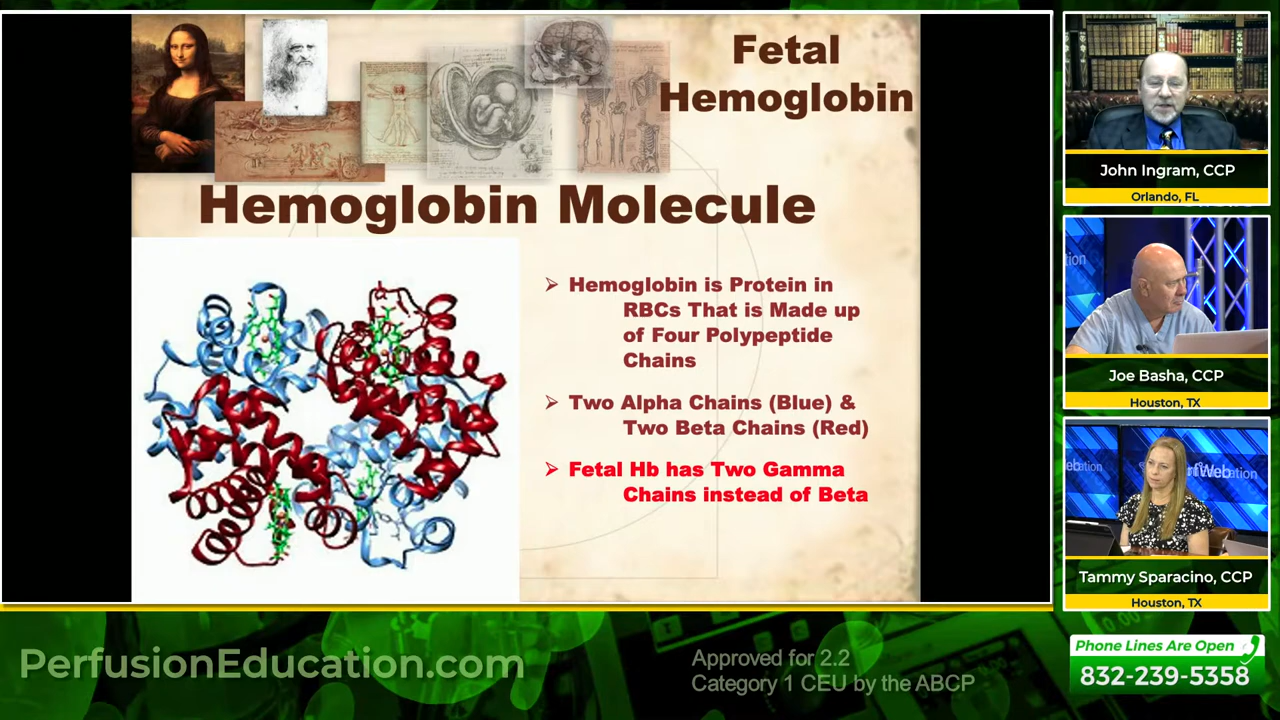 Fetal
Hemoglobin
Hemoglobin Molecule
Hemoglobin is Protein in
RBCs That is Made up
of Four Polypeptide
Chains
Two Alpha Chains (Blue) &
Two Beta Chains (Red)
Fetal Hb has Two Gamma
Chains instead of Beta
John Ingram, CCP
Orlando, FL
Joe Basha, CCP
Houston, TX
Tammy Sparacino, CCP
Houston, TX
PerfusionEducation.com
Approved for 2.2
Category 1 CEU by the ABCP
Phone Lines Are Open
832-239-5358